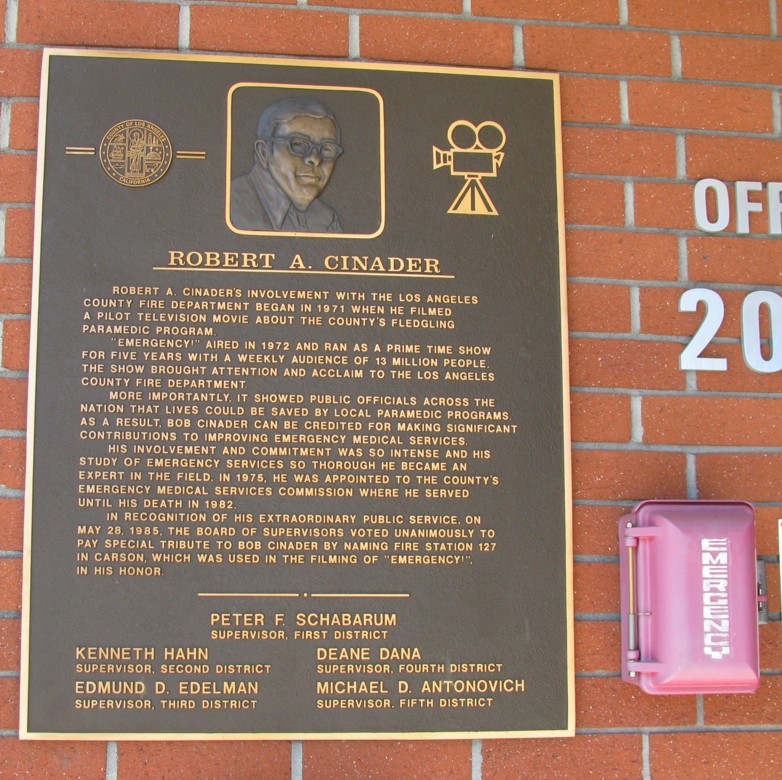 COUNTY OF LOS ANGELES
CALIFORNIA
ROBERT A. CINADER
ROBERT A. CINADER'S INVOLVEMENT WITH THE LOS ANGELES
COUNTY FIRE DEPARTMENT BEGAN IN 1971 WHEN HE FILMED
A PILOT TELEVISION MOVIE ABOUT THE COUNTY'S FLEDGLING
PARAMEDIC PROGRAM.
"EMERGENCY!" AIRED IN 1972 AND RAN AS A PRIME TIME SHOW
FOR FIVE YEARS WITH A WEEKLY AUDIENCE OF 13 MILLION PEOPLE.
THE SHOW BROUGHT ATTENTION AND ACCLAIM TO THE LOS ANGELES
COUNTY FIRE DEPARTMENT.
MORE IMPORTANTLY, IT SHOWED PUBLIC OFFICIALS ACROSS THE
NATION THAT LIVES COULD BE SAVED BY LOCAL PARAMEDIC PROGRAMS.
AS A RESULT, BOB CINADER CAN BE CREDITED FOR MAKING SIGNIFICANT
CONTRIBUTIONS TO IMPROVING EMERGENCY MEDICAL SERVICES.
HIS INVOLVEMENT AND COMMITMENT WAS SO INTENSE AND HIS
STUDY OF EMERGENCY SERVICES SO THOROUGH HE BECAME AN
EXPERT IN THE FIELD. IN 1975, HE WAS APPOINTED TO THE COUNTY'S
EMERGENCY MEDICAL SERVICES COMMISSION WHERE HE SERVED
UNTIL HIS DEATH IN 1982.
IN RECOGNITION OF HIS EXTRAORDINARY PUBLIC SERVICE, ON
MAY 28, 1985, THE BOARD OF SUPERVISORS VOTED UNANIMOUSLY TO
PAY SPECIAL TRIBUTE TO BOB CINADER BY NAMING FIRE STATION 127
IN CARSON, WHICH WAS USED IN THE FILMING OF "EMERGENCY!",
IN HIS HONOR.
PETER F. SCHABARUM
SUPERVISOR, FIRST DISTRICT
KENNETH HAHN
SUPERVISOR, SECOND DISTRICT
DEANE DANA
SUPERVISOR, FOURTH DISTRICT
EDMUND D. EDELMAN
SUPERVISOR, THIRD DISTRICT
MICHAEL D. ANTONOVICH
SUPERVISOR, FIFTH DISTRICT
OFF
20
EMERGENCY